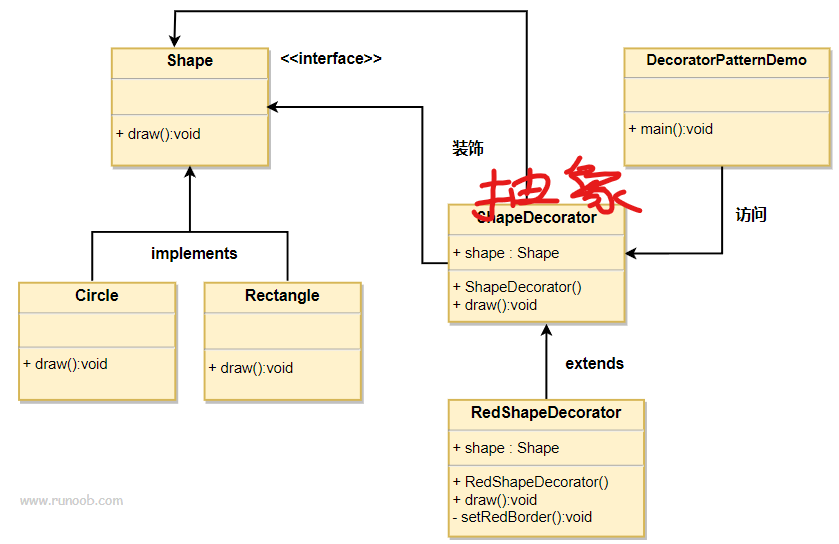 Shape
<<interface>>
+ draw():void
DecoratorPatternDemo
+ main():void
装饰
抽象
访问
ShapeDecorator
+ shape : Shape
+ ShapeDecorator()
+ draw():void
implements
Circle
+ draw():void
Rectangle
+ draw():void
extends
RedShapeDecorator
+ shape : Shape
+ RedShapeDecorator()
+ draw():void
- setRedBorder():void
www.runoob.com